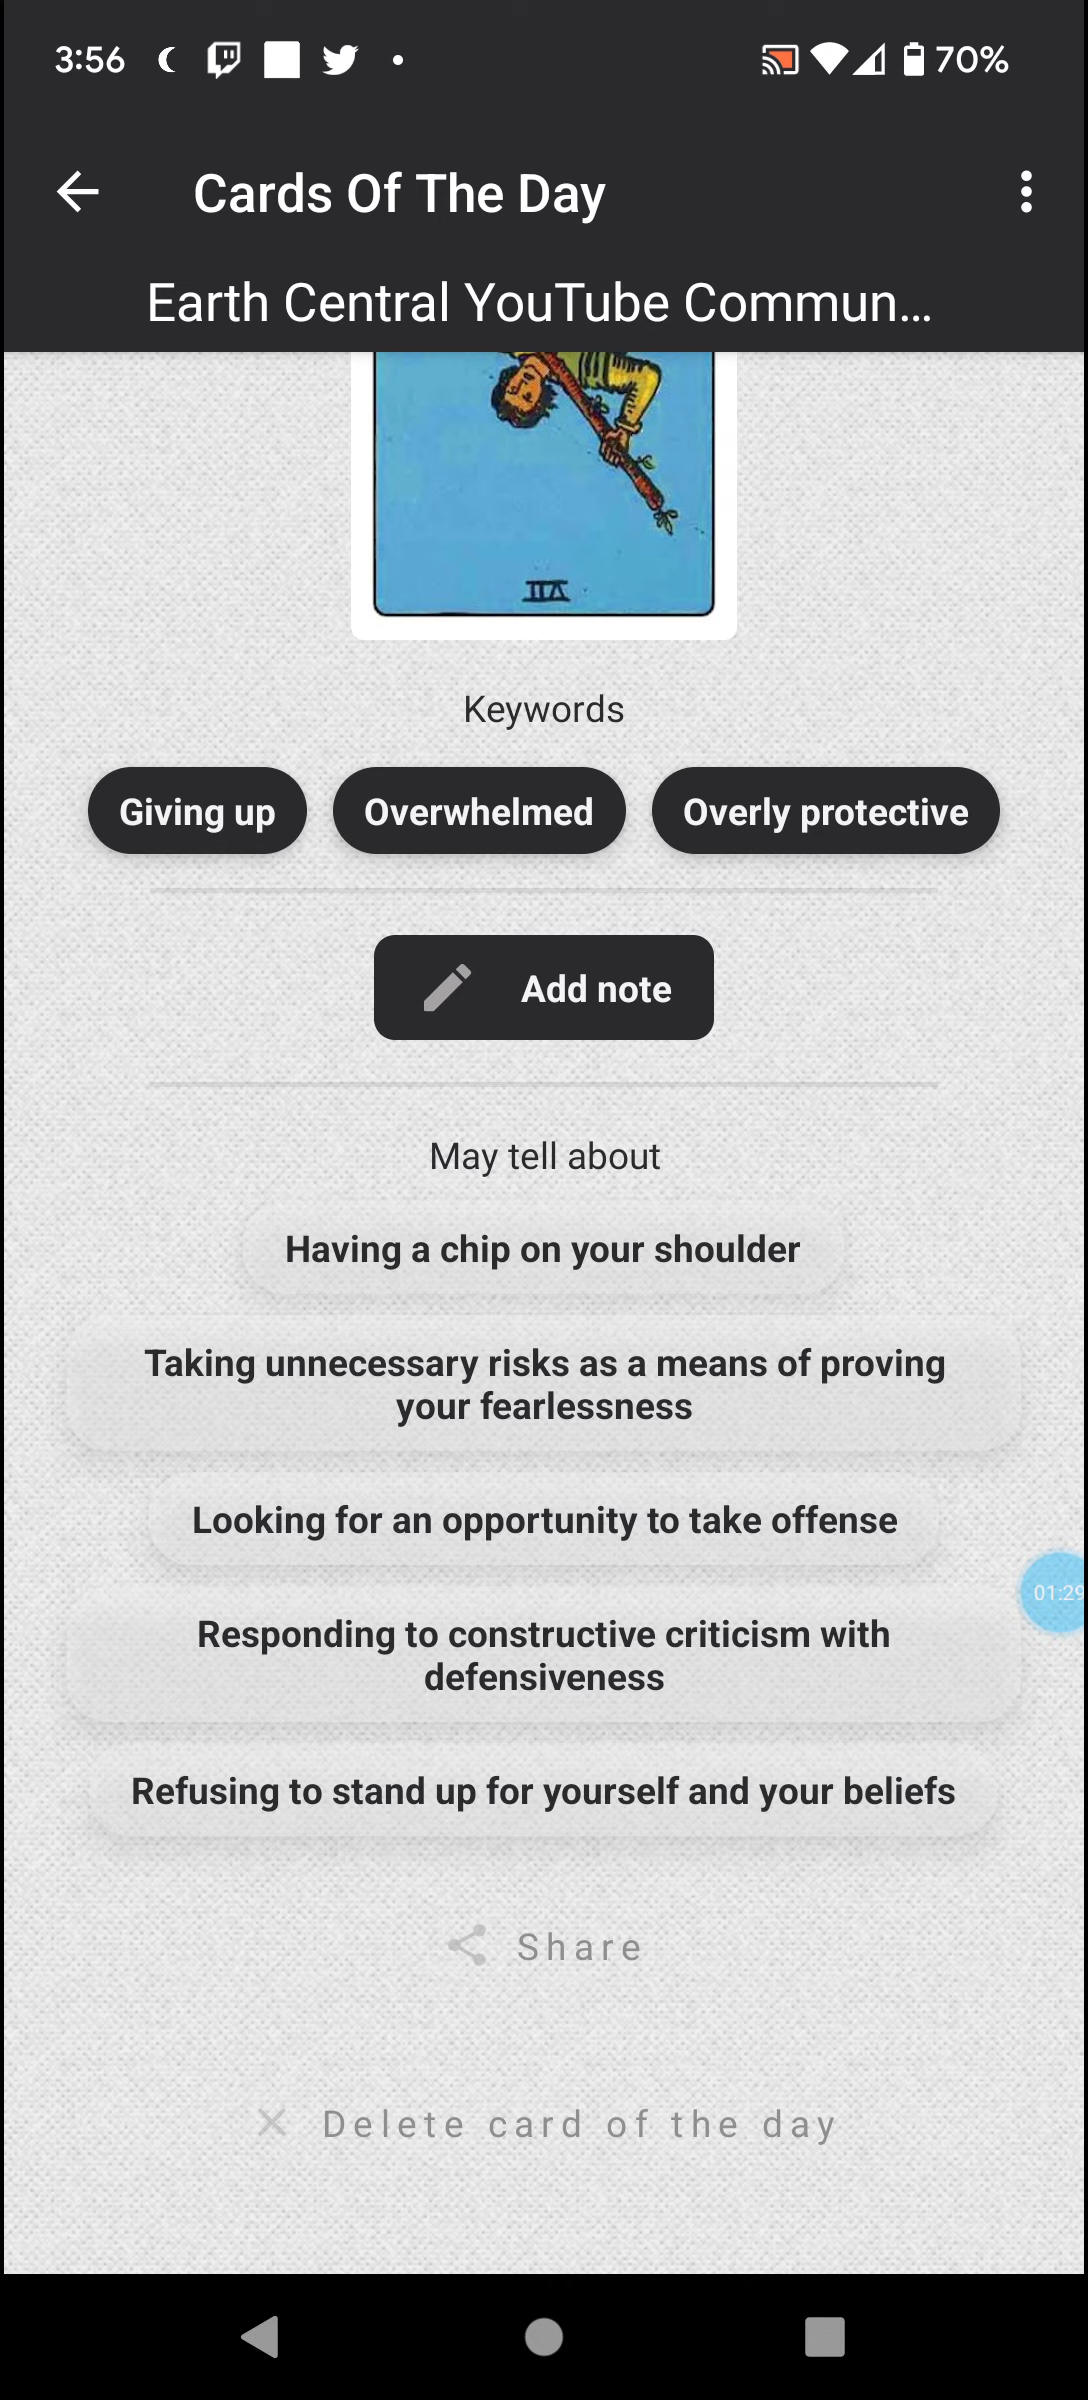 3:56
70%
Cards Of The Day
Earth Central YouTube Commun...
VII
Keywords
Giving up
Overwhelmed
Overly protective
Add note
May tell about
Having a chip on your shoulder
Taking unnecessary risks as a means of proving
your fearlessness
Looking for an opportunity to take offense
01:29
Responding to constructive criticism with
defensiveness
Refusing to stand up for yourself and your beliefs
Share
Delete card of the day